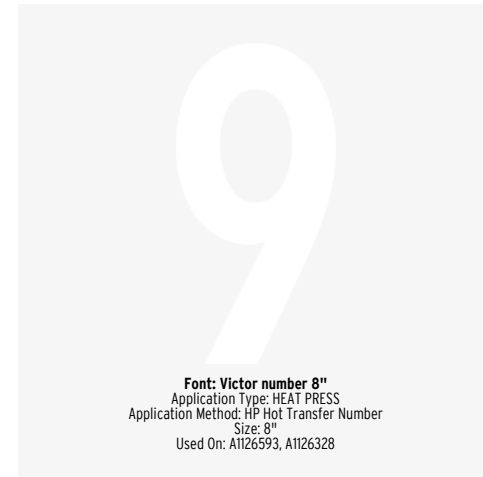 9
Font: Victor number 8"
Application Type: HEAT PRESS
Application Method: HP Hot Transfer Number
Size: 8"
Used On: A1126593, A1126328